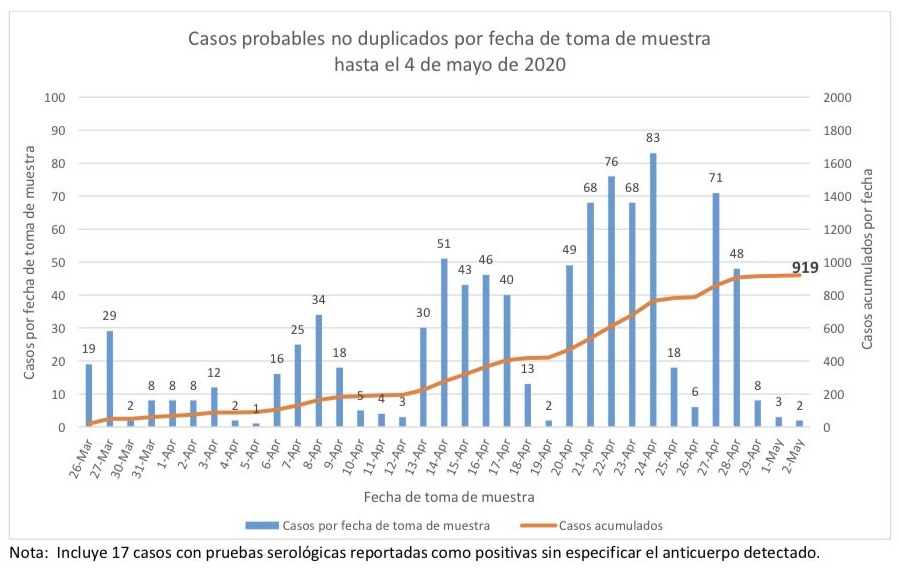 Casos probables no duplicados por fecha de toma de muestra
hasta el 4 de mayo de 2020
Casos por fecha de toma de muestra
100
90
80
70
60
50
40
30
20
10
0
19
29
2
8
8
8
12
2
1
16
25
34
18
5
4
3
30
51
43
46
40
13
2
49
68
76
68
83
18
6
71
48
8
3
2
919
2000
1800
1600
1400
1200
1000
800
600
400
200
0
Casos acumulados por fecha
26-Mar
27-Mar
30-Mar
31-Mar
1-Apr
2-Apr
3-Apr
4-Apr
5-Apr
6-Apr
7-Apr
8-Apr
9-Apr
10-Apr
11-Apr
12-Apr
13-Apr
14-Apr
15-Apr
16-Apr
17-Apr
18-Apr
19-Apr
20-Apr
21-Apr
22-Apr
23-Apr
24-Apr
25-Apr
26-Apr
27-Apr
28-Apr
29-Apr
1-May
2-May
Fecha de toma de muestra
Casos por fecha de toma de muestra
Casos acumulados
Nota: Incluye 17 casos con pruebas serológicas reportadas como positivas sin especificar el anticuerpo detectado.